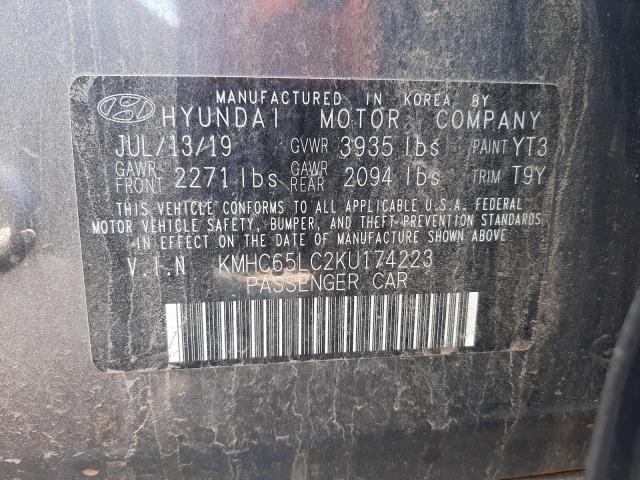 MANUFACTURED IN KOREA BY
HYUNDAI MOTOR COMPANY
JUL/13/19 GVWR 3935 lbs PAINT YT3
GAWR FRONT 2271 lbs GAWR REAR 2094 lbs TRIM T9Y
THIS VEHICLE CONFORMS TO ALL APPLICABLE U.S.A. FEDERAL
MOTOR VEHICLE SAFETY, BUMPER, AND THEFT-PREVENTION STANDARDS
IN EFFECT ON THE DATE OF MANUFACTURE SHOWN ABOVE.
V.I.N KMHC65LC2KU174223
PASSENGER CAR